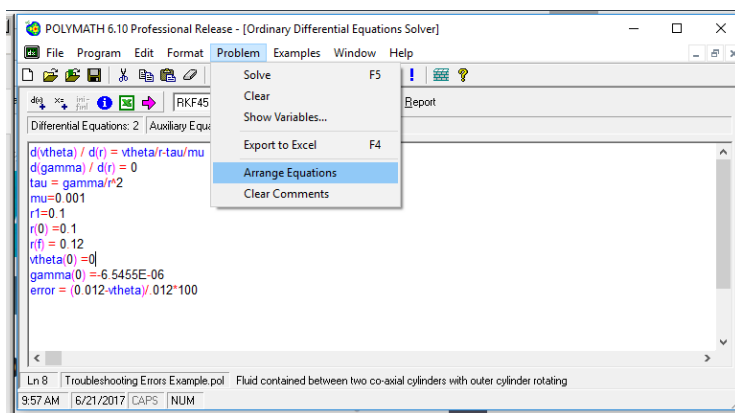 POLYMATH 6.10 Professional Release - [Ordinary Differential Equations Solver]
File Program Edit Format Problem Examples Window Help
Solve F5
Clear
Show Variables...
Export to Excel F4
Arrange Equations
Clear Comments
d(x) x= ini- fini RKF45 Report
Differential Equations: 2 Auxiliary Equa
d(vtheta) / d(r) = vtheta/r-tau/mu
d(gamma) / d(r) = 0
tau = gamma/r^2
mu=0.001
r1=0.1
r(0) =0.1
r(f) = 0.12
vtheta(0) =0
gamma(0) =-6.5455E-06
error = (0.012-vtheta)/.012*100
Ln 8 Troubleshooting Errors Example.pol Fluid contained between two co-axial cylinders with outer cylinder rotating
9:57 AM 6/21/2017 CAPS NUM